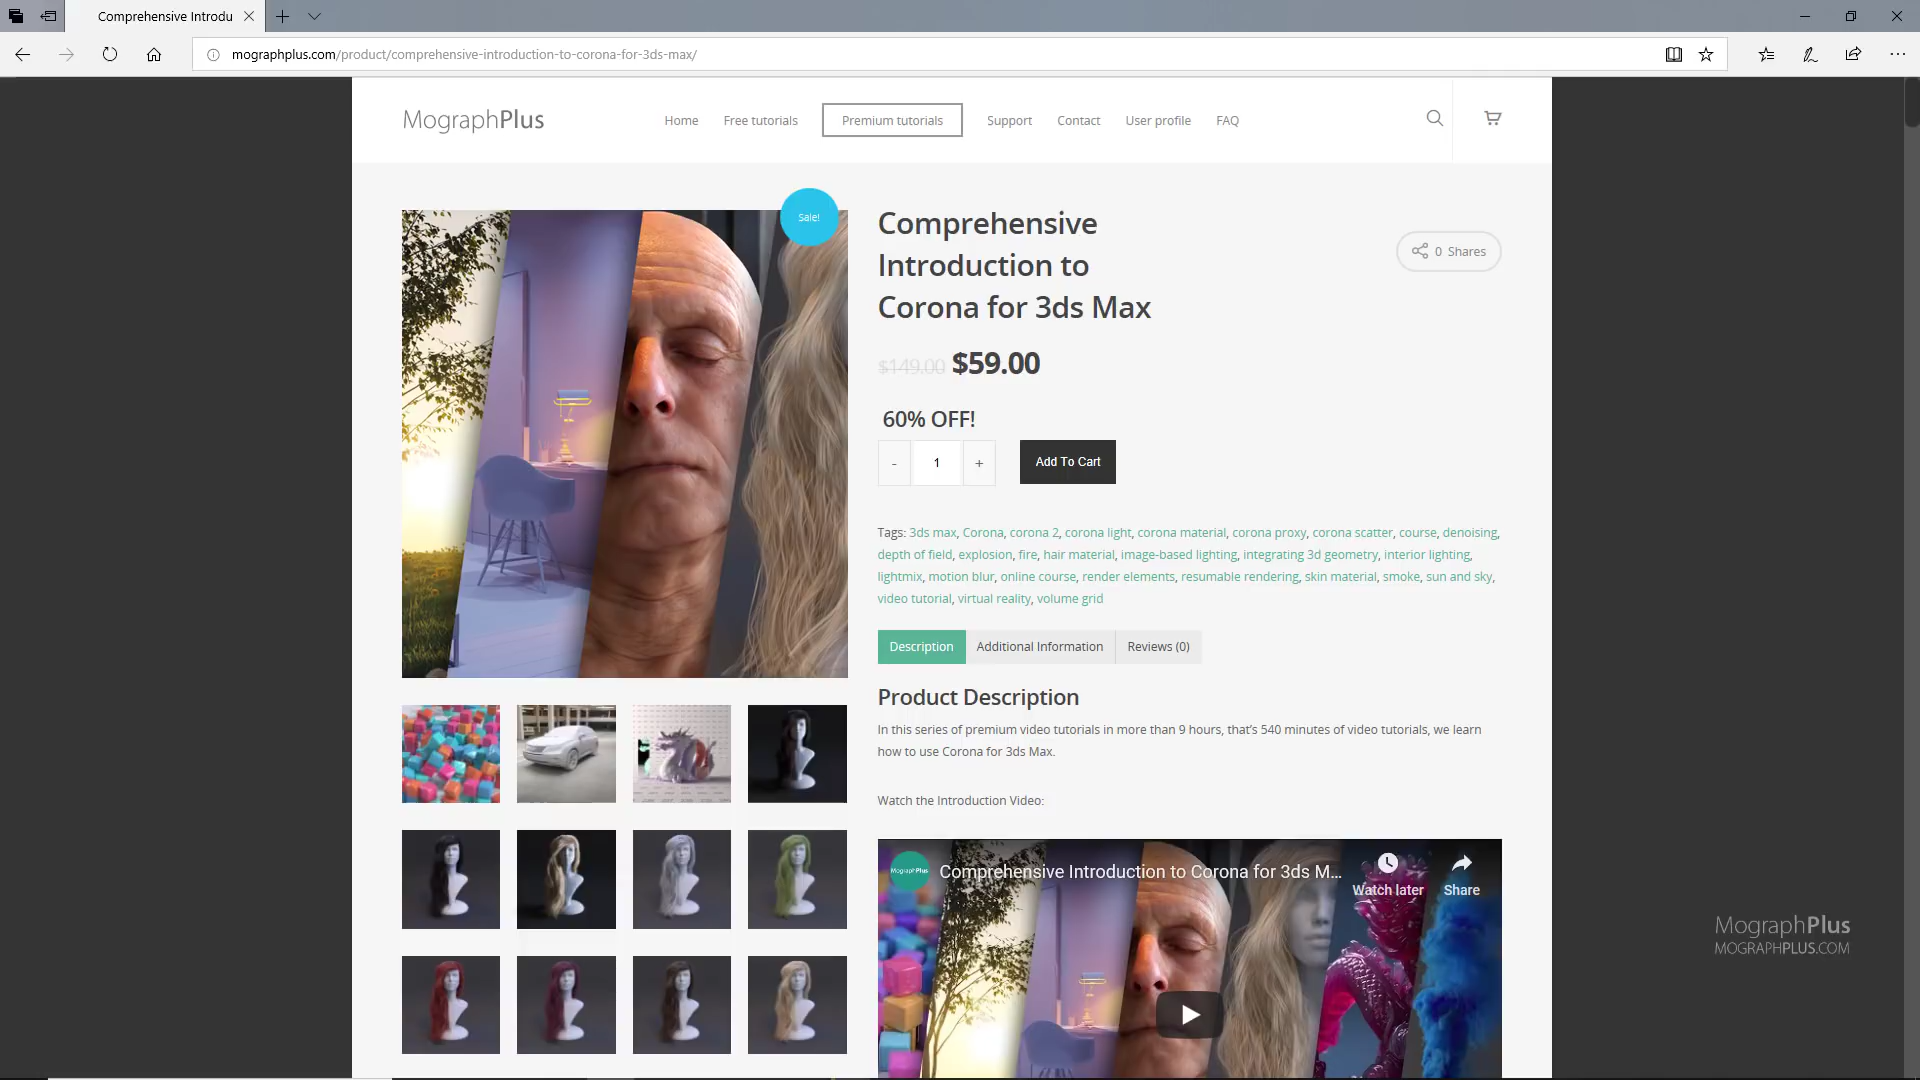 Comprehensive Introdu
mographplus.com/product/comprehensive-introduction-to-corona-for-3ds-max/
MographPlus
Home
Free tutorials
Premium tutorials
Support
Contact
User profile
FAQ
Sale!
Comprehensive
Introduction to
Corona for 3ds Max
0 Shares
$149.00 $59.00
60% OFF!
- 1 +
Add To Cart
Tags: 3ds max, Corona, corona 2, corona light, corona material, corona proxy, corona scatter, course, denoising,
depth of field, explosion, fire, hair material, image-based lighting, integrating 3d geometry, interior lighting,
lightmix, motion blur, online course, render elements, resumable rendering, skin material, smoke, sun and sky,
video tutorial, virtual reality, volume grid
Description
Additional Information
Reviews (0)
Product Description
In this series of premium video tutorials in more than 9 hours, that's 540 minutes of video tutorials, we learn
how to use Corona for 3ds Max.
Watch the Introduction Video:
MographPlus
Comprehensive Introduction to Corona for 3ds M...
Watch later
Share
MographPlus
MOGRAPHPLUS.COM